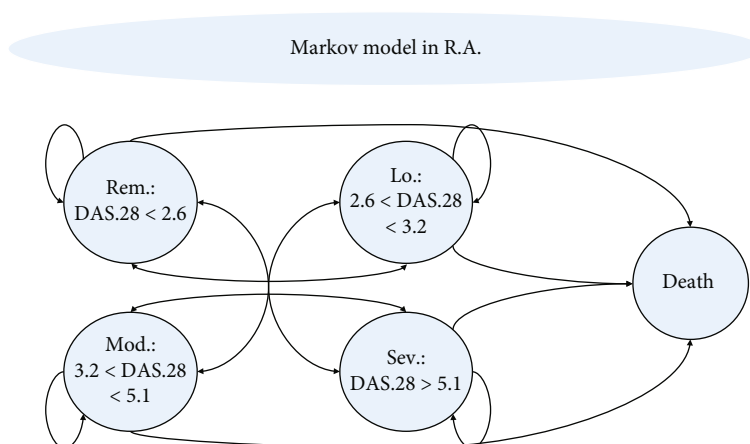 Markov model in R.A.
Rem.:
DAS.28 < 2.6
Lo.:
2.6 < DAS.28
< 3.2
Death
Mod.:
3.2 < DAS.28
< 5.1
Sev.:
DAS.28 > 5.1